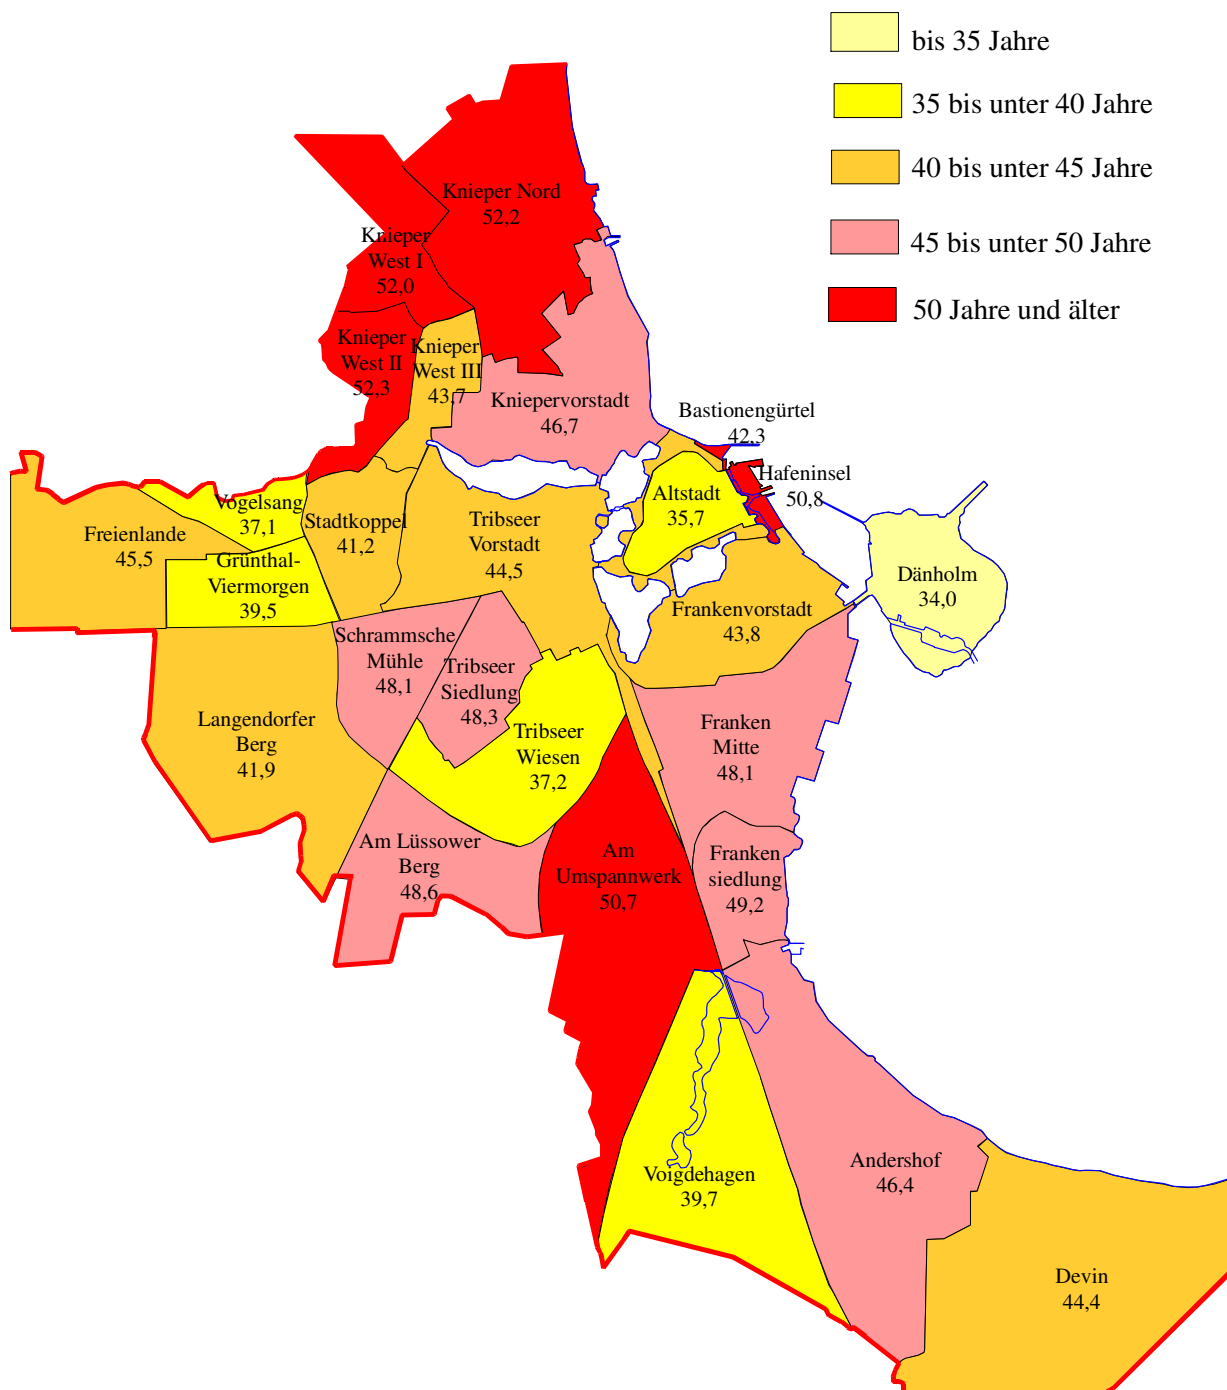 bis 35 Jahre
35 bis unter 40 Jahre
40 bis unter 45 Jahre
45 bis unter 50 Jahre
50 Jahre und älter
Knieper Nord
52,2
Knieper
West I
52,0
Knieper
West II
52,3
Knieper
West III
43,7
Kniepervorstadt
46,7
Bastionengürtel
42,3
Hafeninsel
50,8
Altstadt
35,7
Vogelsang
37,1
Freienlande
45,5
Stadtkoppel
41,2
Tribseer
Vorstadt
44,5
Grünthal-
Viermorgen
39,5
Dänholm
34,0
Frankenvorstadt
43,8
Schrammsche
Mühle
48,1
Tribseer
Siedlung
48,3
Langendorfer
Berg
41,9
Tribseer
Wiesen
37,2
Franken
Mitte
48,1
Am Lüssower
Berg
48,6
Am
Umspannwerk
50,7
Franken
siedlung
49,2
Voigdehagen
39,7
Andershof
46,4
Devin
44,4